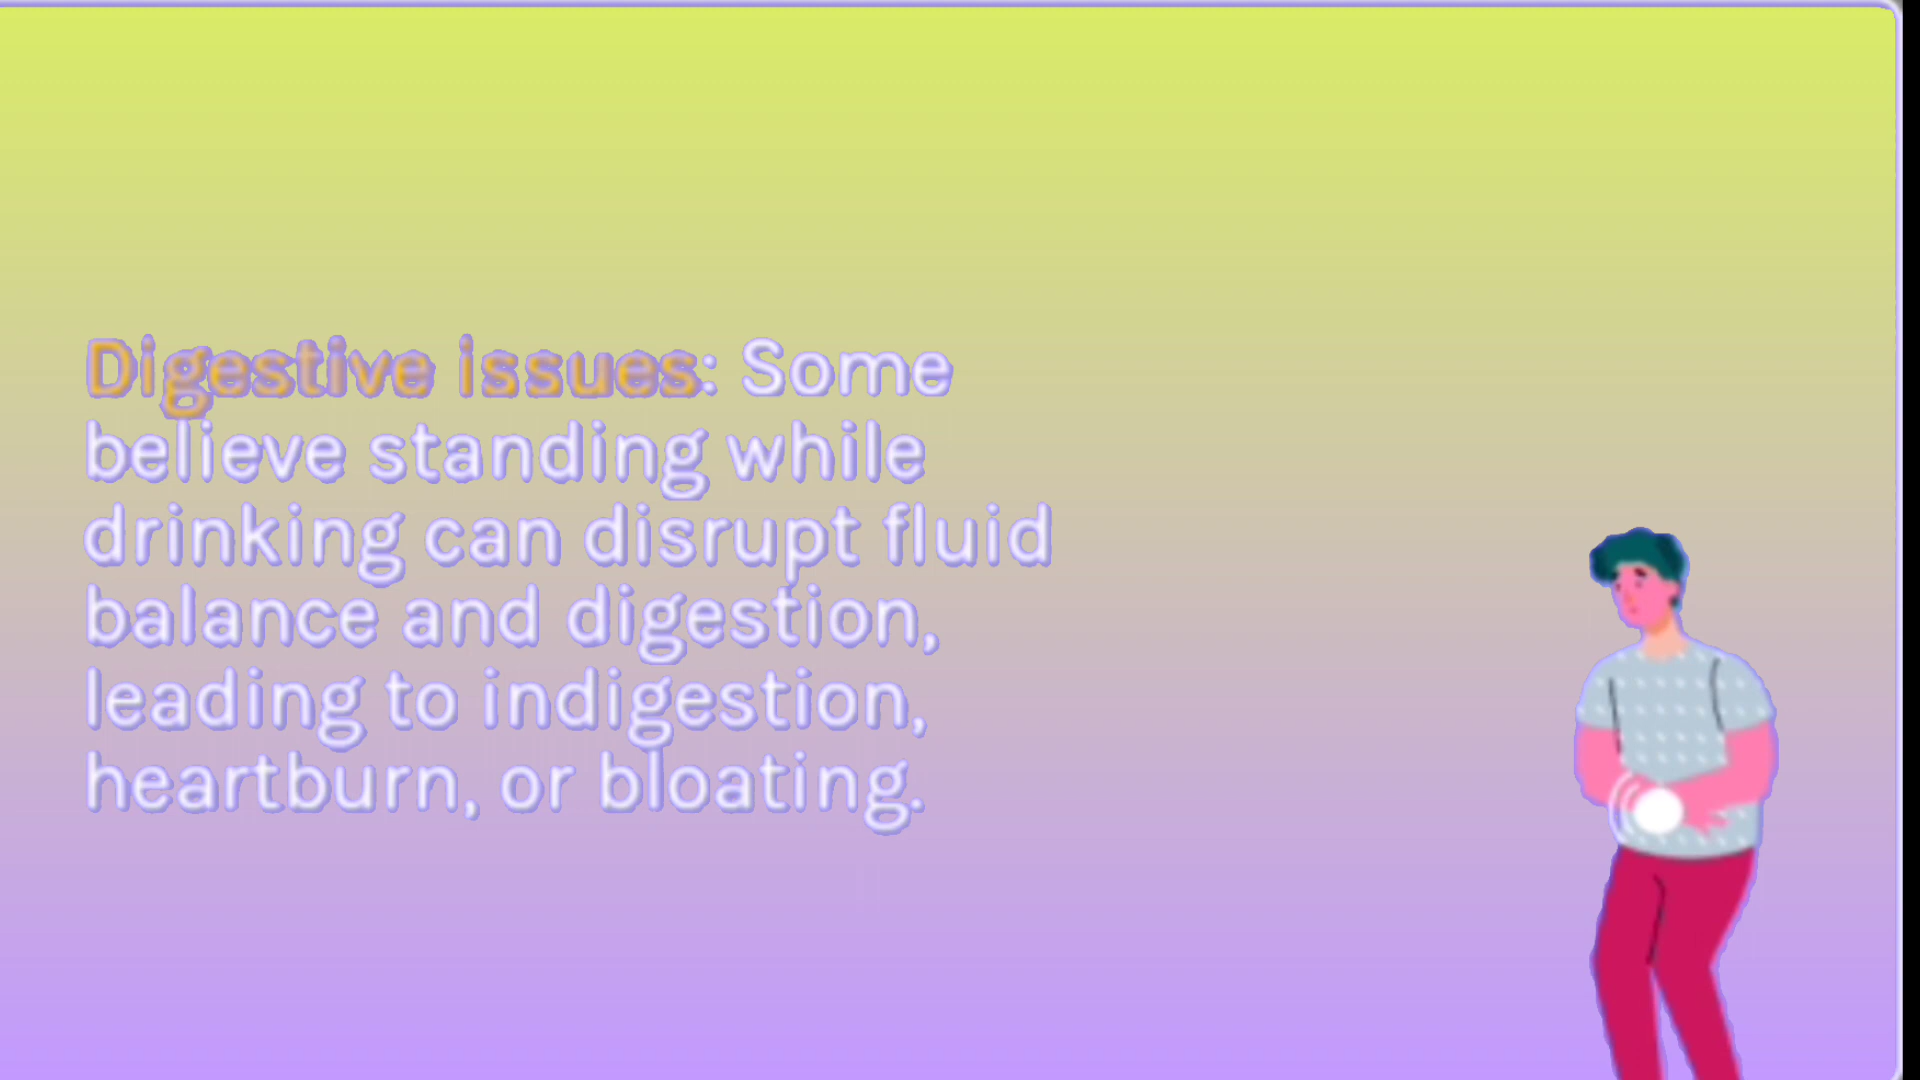 Digestive issues: Some
believe standing while
drinking can disrupt fluid
balance and digestion,
leading to indigestion,
heartburn, or bloating.